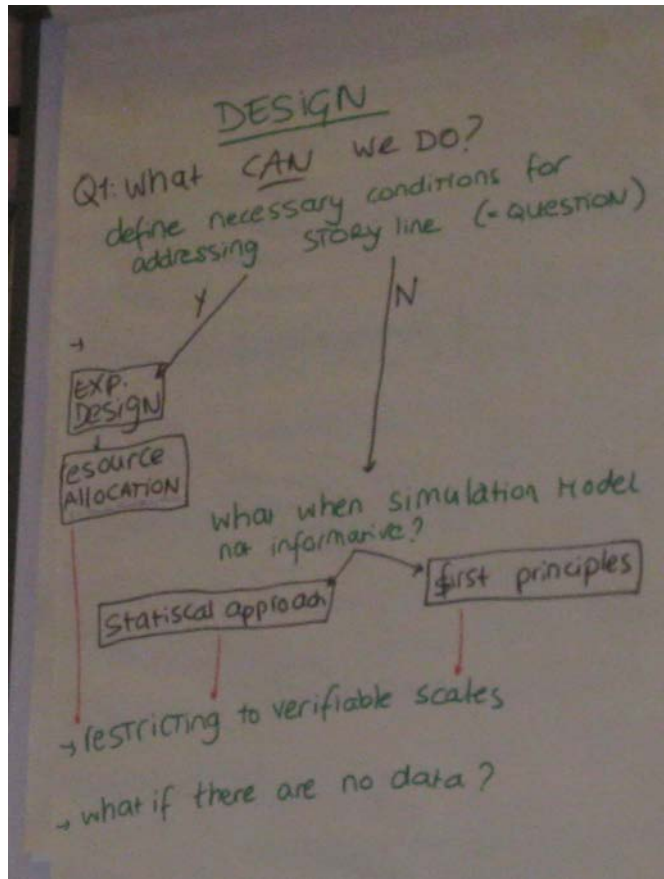 DESIGN
Q1: What CAN we DO?
define necessary conditions for
addressing STORY line (= QUESTION)
Y
N
→
EXP.
DESIGN
esource
ALLOCATION
what when simulation Model
not informative?
Statiscal approach
first principles
→ restricting to verifiable scales
→ what if there are no data?